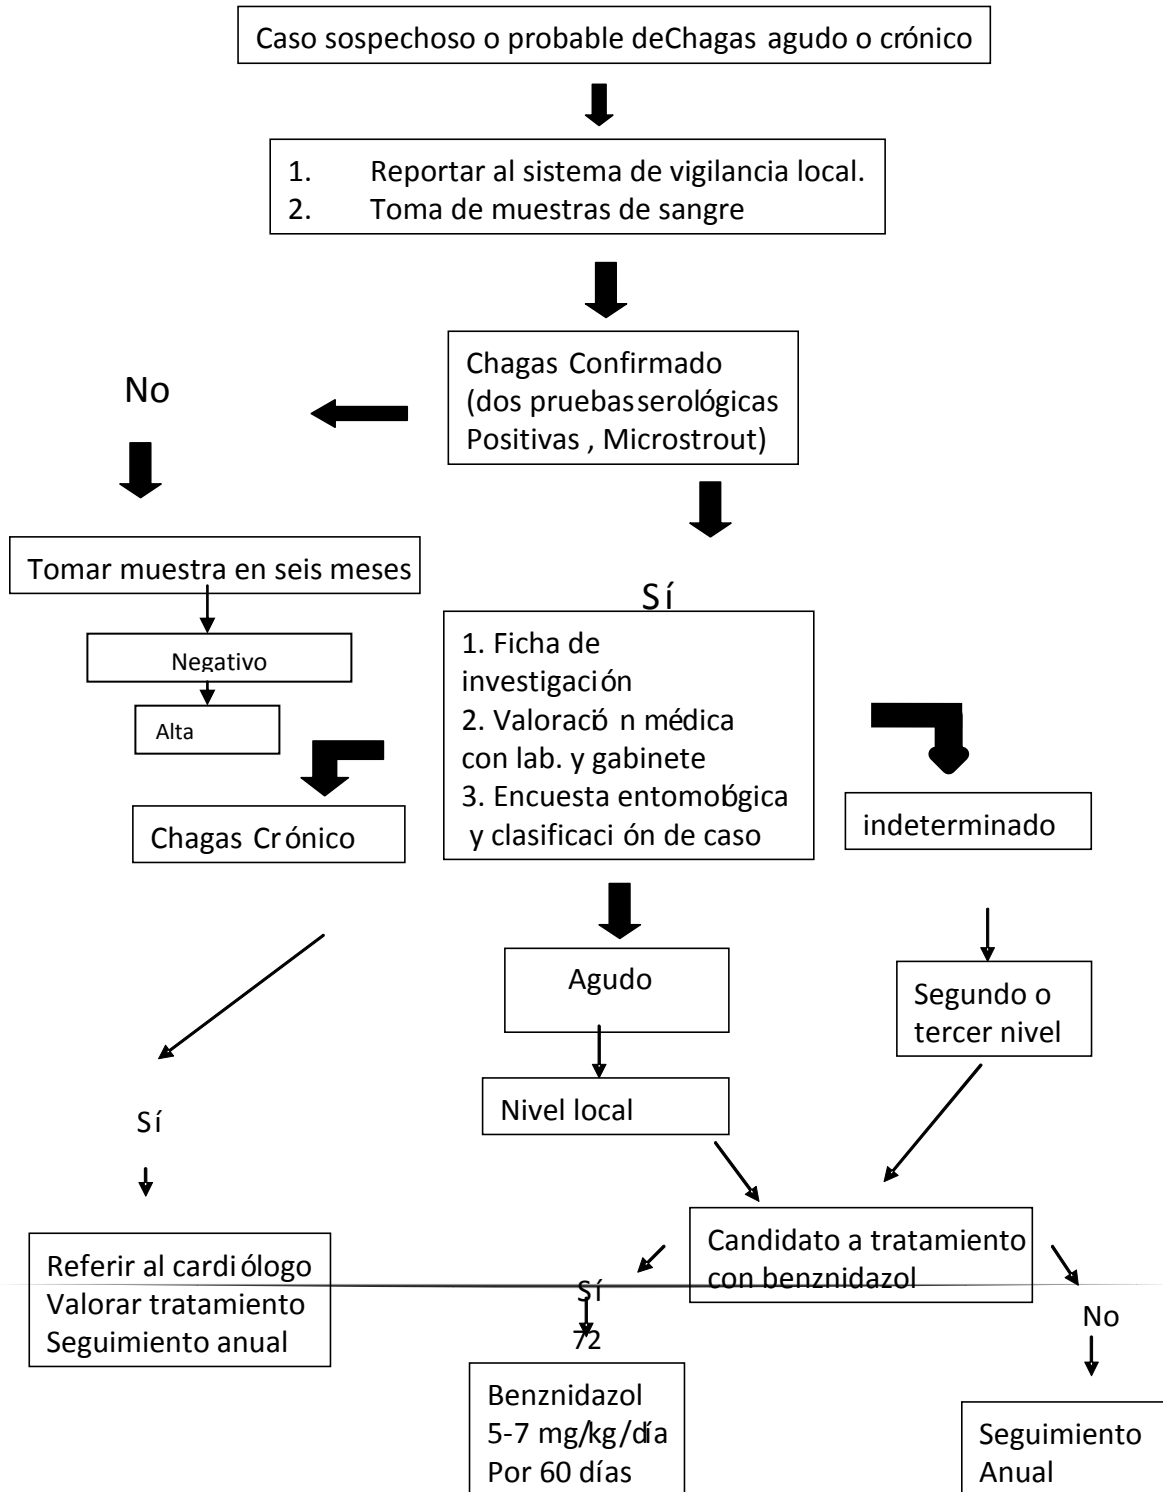 Caso sospechoso o probable deChagas agudo o crónico
1. Reportar al sistema de vigilancia local.
2. Toma de muestras de sangre
Chagas Confirmado
(dos pruebasserológicas
Positivas , Microstrout)
No
Tomar muestra en seis meses
Negativo
Alta
Sí
1. Ficha de
investigación
2. Valoració n médica
con lab. y gabinete
3. Encuesta entomológica
y clasificaci ón de caso
Chagas Crónico
indeterminado
Agudo
Segundo o
tercer nivel
Nivel local
Sí
Referir al cardiólogo
Valorar tratamiento
Seguimiento anual
Candidato a tratamiento
con benznidazol
Sí
72
No
Benznidazol
5-7 mg/kg/día
Por 60 días
Seguimiento
Anual